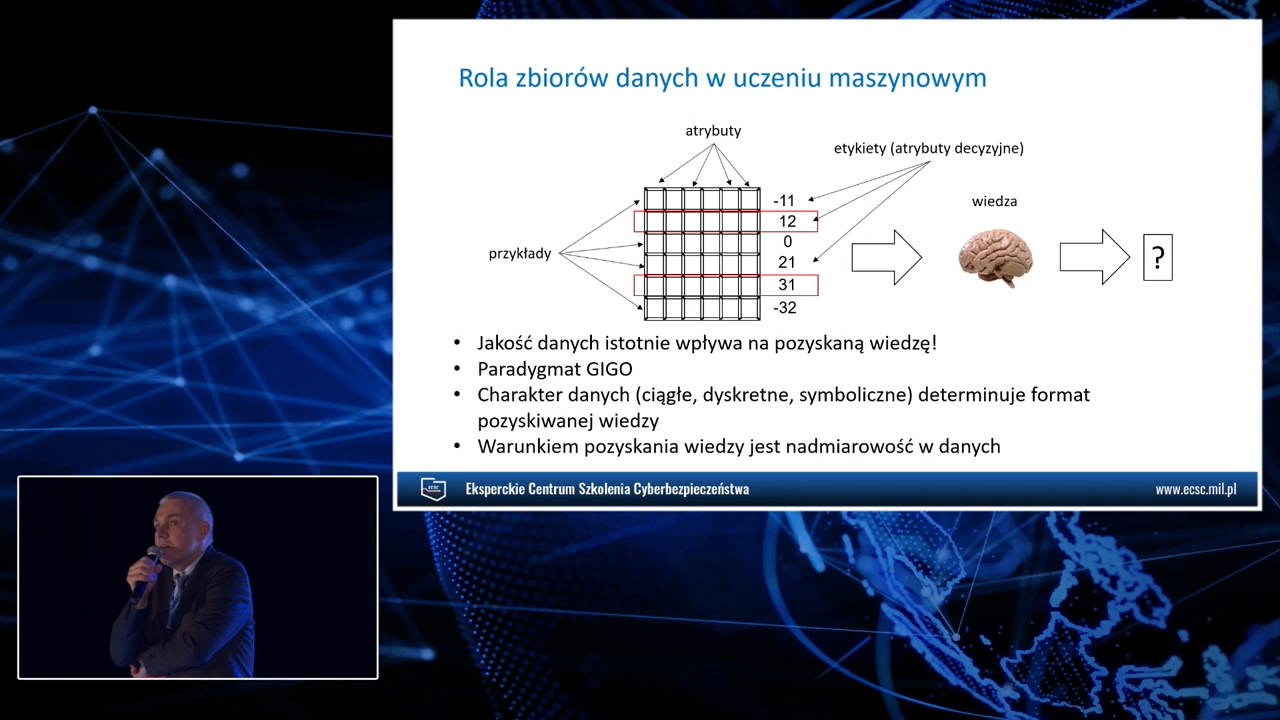 Rola zbiorów danych w uczeniu maszynowym
atrybuty
etykiety (atrybuty decyzyjne)
przykłady
-11
12
0
21
31
-32
wiedza
?
• Jakość danych istotnie wpływa na pozyskaną wiedzę!
• Paradygmat GIGO
• Charakter danych (ciągłe, dyskretne, symboliczne) determinuje format
pozyskiwanej wiedzy
• Warunkiem pozyskania wiedzy jest nadmiarowość w danych
ecsc
Eksperckie Centrum Szkolenia Cyberbezpieczeństwa
www.ecsc.mil.pl